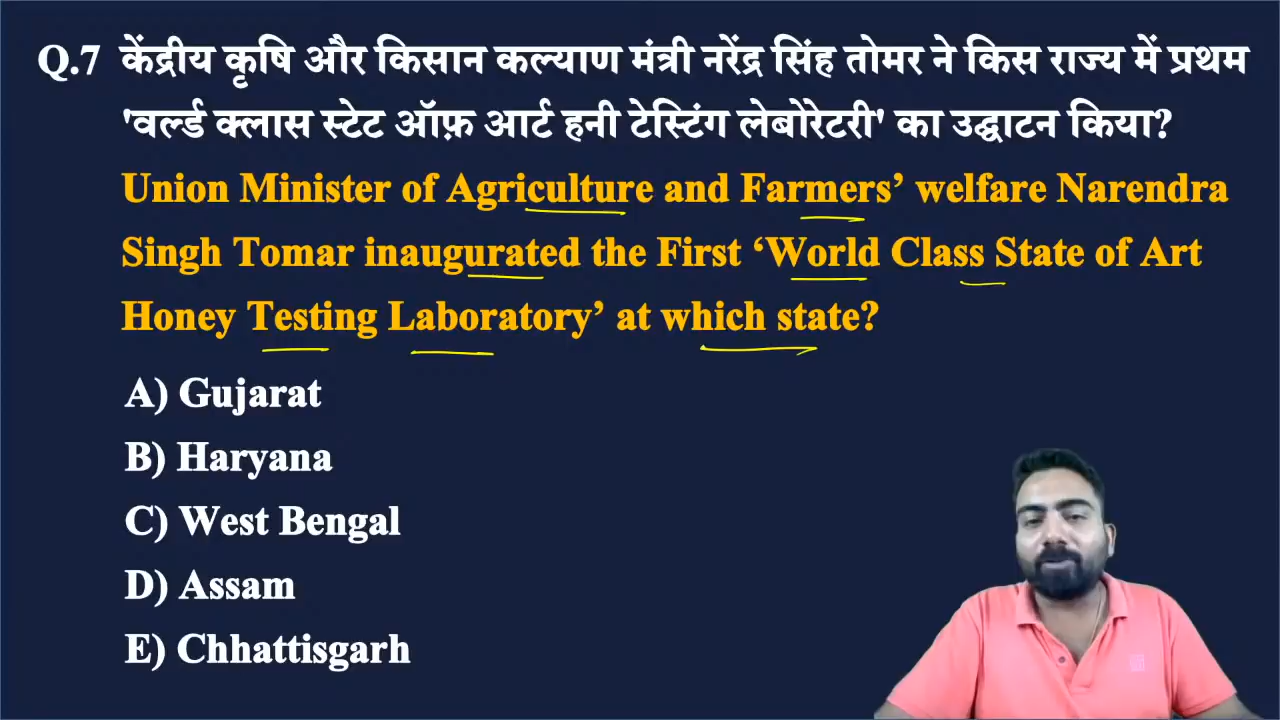 Q.7 केंद्रीय कृषि और किसान कल्याण मंत्री नरेंद्र सिंह तोमर ने किस राज्य में प्रथम
'वर्ल्ड क्लास स्टेट ऑफ़ आर्ट हनी टेस्टिंग लेबोरेटरी' का उद्घाटन किया?
Union Minister of Agriculture and Farmers’ welfare Narendra
Singh Tomar inaugurated the First ‘World Class State of Art
Honey Testing Laboratory’ at which state?
A) Gujarat
B) Haryana
C) West Bengal
D) Assam
E) Chhattisgarh